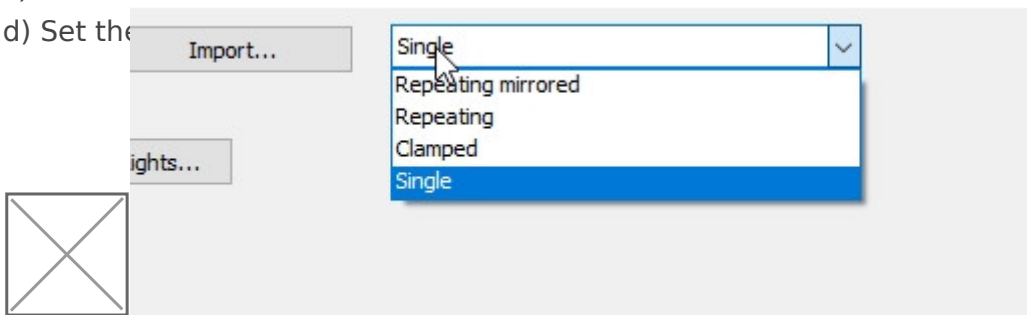 d) Set the
Import...
Single
Repeating mirrored
Repeating
Clamped
Single
ights...